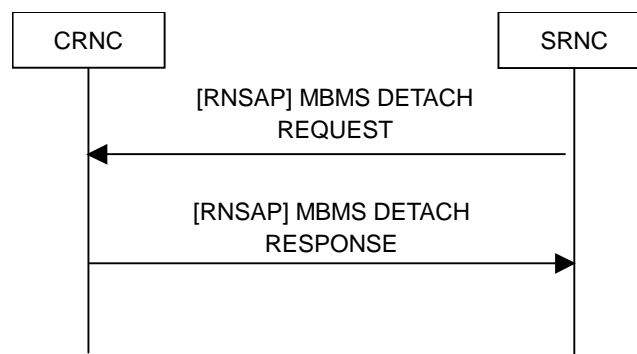 CRNC
SRNC
[RNSAP] MBMS DETACH
REQUEST
[RNSAP] MBMS DETACH
RESPONSE